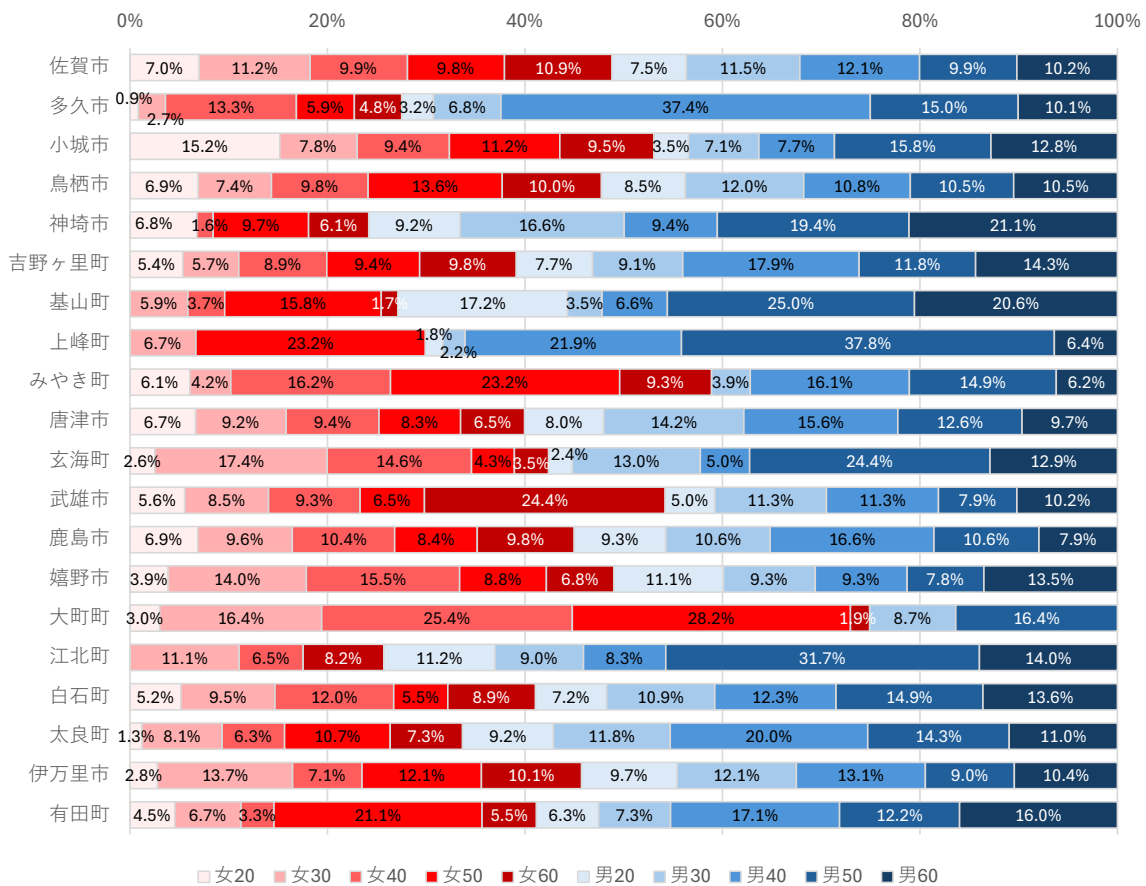 0% 20% 40% 60% 80% 100%
佐賀市 7.0% 11.2% 9.9% 9.8% 10.9% 7.5% 11.5% 12.1% 9.9% 10.2%
多久市 0.9% 2.7% 13.3% 5.9% 4.8% 3.2% 6.8% 37.4% 15.0% 10.1%
小城市 15.2% 7.8% 9.4% 11.2% 9.5% 3.5% 7.1% 7.7% 15.8% 12.8%
鳥栖市 6.9% 7.4% 9.8% 13.6% 10.0% 8.5% 12.0% 10.8% 10.5% 10.5%
神埼市 6.8% 1.6% 9.7% 6.1% 9.2% 16.6% 9.4% 19.4% 21.1%
吉野ヶ里町 5.4% 5.7% 8.9% 9.4% 9.8% 7.7% 9.1% 17.9% 11.8% 14.3%
基山町 5.9% 3.7% 15.8% 1.7% 17.2% 3.5% 6.6% 25.0% 20.6%
上峰町 6.7% 23.2% 1.8% 2.2% 21.9% 37.8% 6.4%
みやき町 6.1% 4.2% 16.2% 23.2% 9.3% 3.9% 16.1% 14.9% 6.2%
唐津市 6.7% 9.2% 9.4% 8.3% 6.5% 8.0% 14.2% 15.6% 12.6% 9.7%
玄海町 2.6% 17.4% 14.6% 4.3% 3.5% 2.4% 13.0% 5.0% 24.4% 12.9%
武雄市 5.6% 8.5% 9.3% 6.5% 24.4% 5.0% 11.3% 11.3% 7.9% 10.2%
鹿島市 6.9% 9.6% 10.4% 8.4% 9.8% 9.3% 10.6% 16.6% 10.6% 7.9%
嬉野市 3.9% 14.0% 15.5% 8.8% 6.8% 11.1% 9.3% 9.3% 7.8% 13.5%
大町町 3.0% 16.4% 25.4% 28.2% 1.9% 8.7% 16.4%
江北町 11.1% 6.5% 8.2% 11.2% 9.0% 8.3% 31.7% 14.0%
白石町 5.2% 9.5% 12.0% 5.5% 8.9% 7.2% 10.9% 12.3% 14.9% 13.6%
太良町 1.3% 8.1% 6.3% 10.7% 7.3% 9.2% 11.8% 20.0% 14.3% 11.0%
伊万里市 2.8% 13.7% 7.1% 12.1% 10.1% 9.7% 12.1% 13.1% 9.0% 10.4%
有田町 4.5% 6.7% 3.3% 21.1% 5.5% 6.3% 7.3% 17.1% 12.2% 16.0%
女20 女30 女40 女50 女60 男20 男30 男40 男50 男60